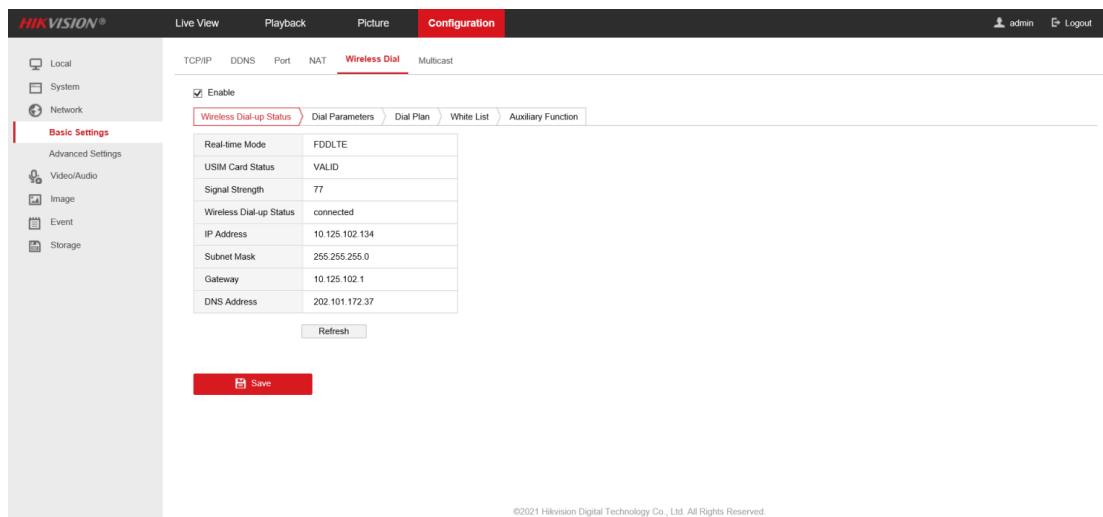 HIKVISION® Live View Playback Picture Configuration admin Logout
Local
System
Network
Basic Settings
Advanced Settings
Video/Audio
Image
Event
Storage
TCP/IP DDNS Port NAT Wireless Dial Multicast
Enable
Wireless Dial-up Status Dial Parameters Dial Plan White List Auxiliary Function
Real-time Mode FDDLTE
USIM Card Status VALID
Signal Strength 77
Wireless Dial-up Status connected
IP Address 10.125.102.134
Subnet Mask 255.255.255.0
Gateway 10.125.102.1
DNS Address 202.101.172.37
Refresh
Save
©2021 Hikvision Digital Technology Co., Ltd. All Rights Reserved.